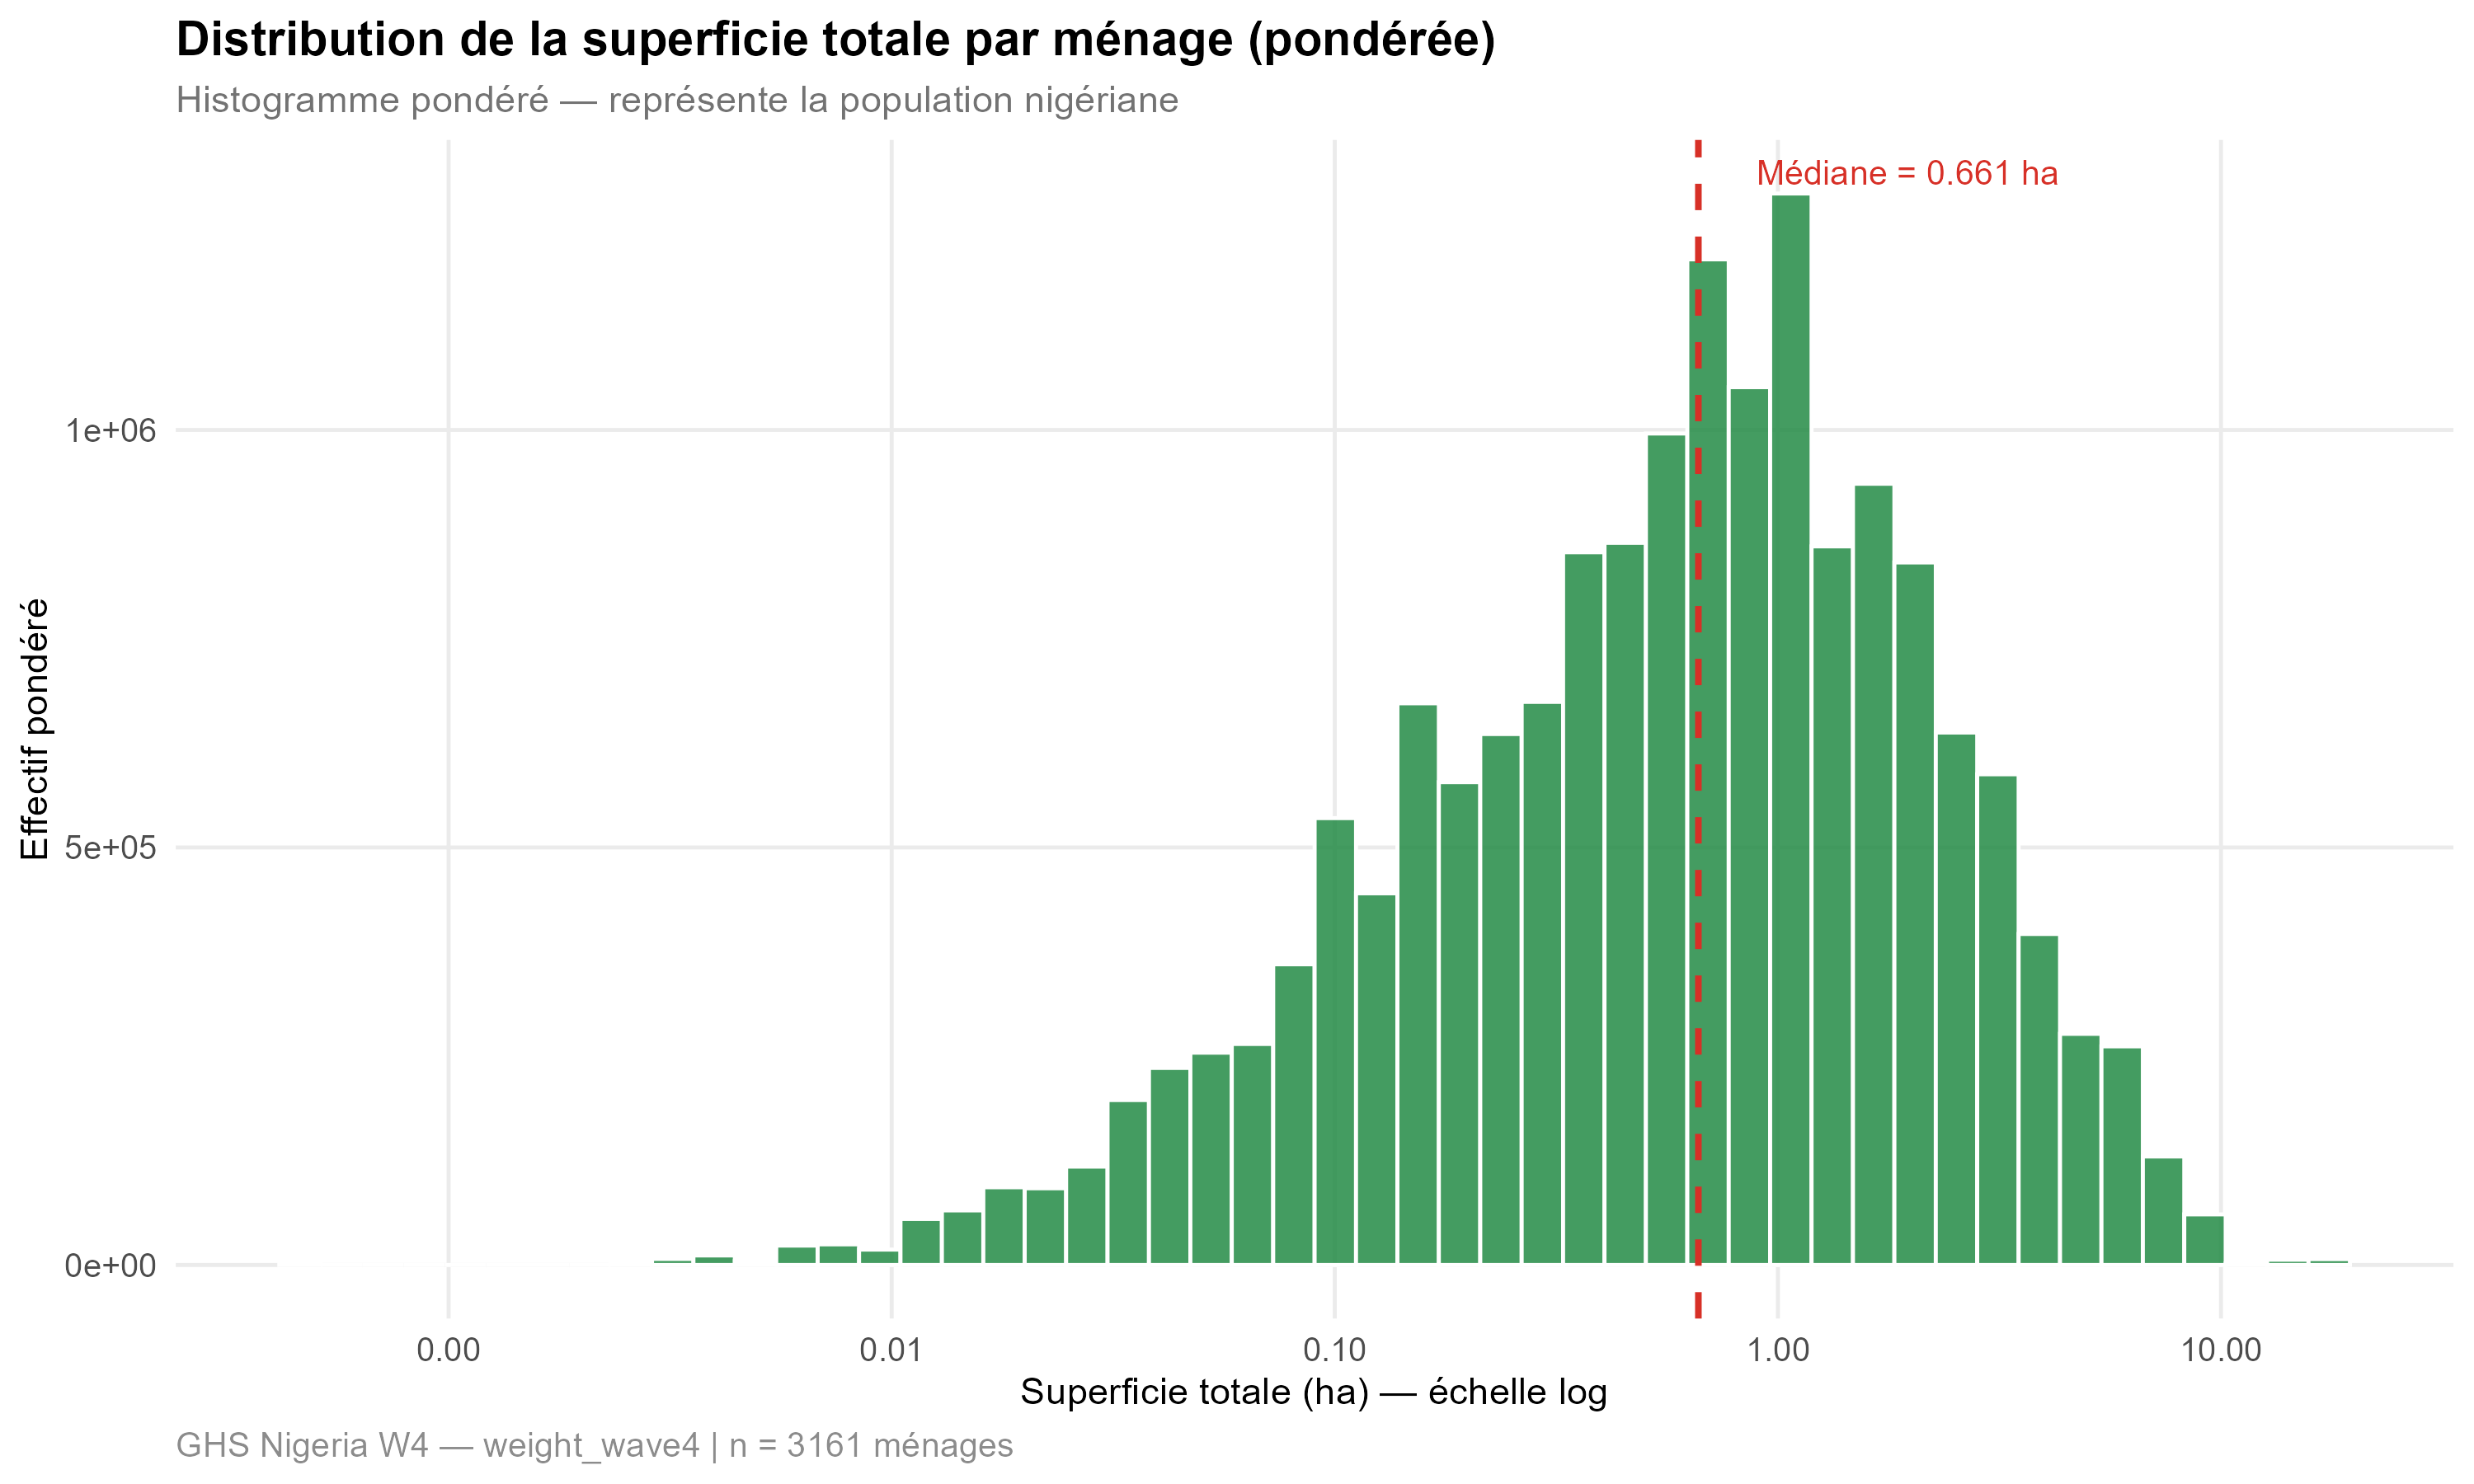 Distribution de la superficie totale par ménage (pondérée)
Histogramme pondéré — représente la population nigériane
Médiane = 0.661 ha
Effectif pondéré
1e+06
5e+05
0e+00
0.00
0.01
0.10
1.00
10.00
Superficie totale (ha) — échelle log
GHS Nigeria W4 — weight_wave4 | n = 3161 ménages